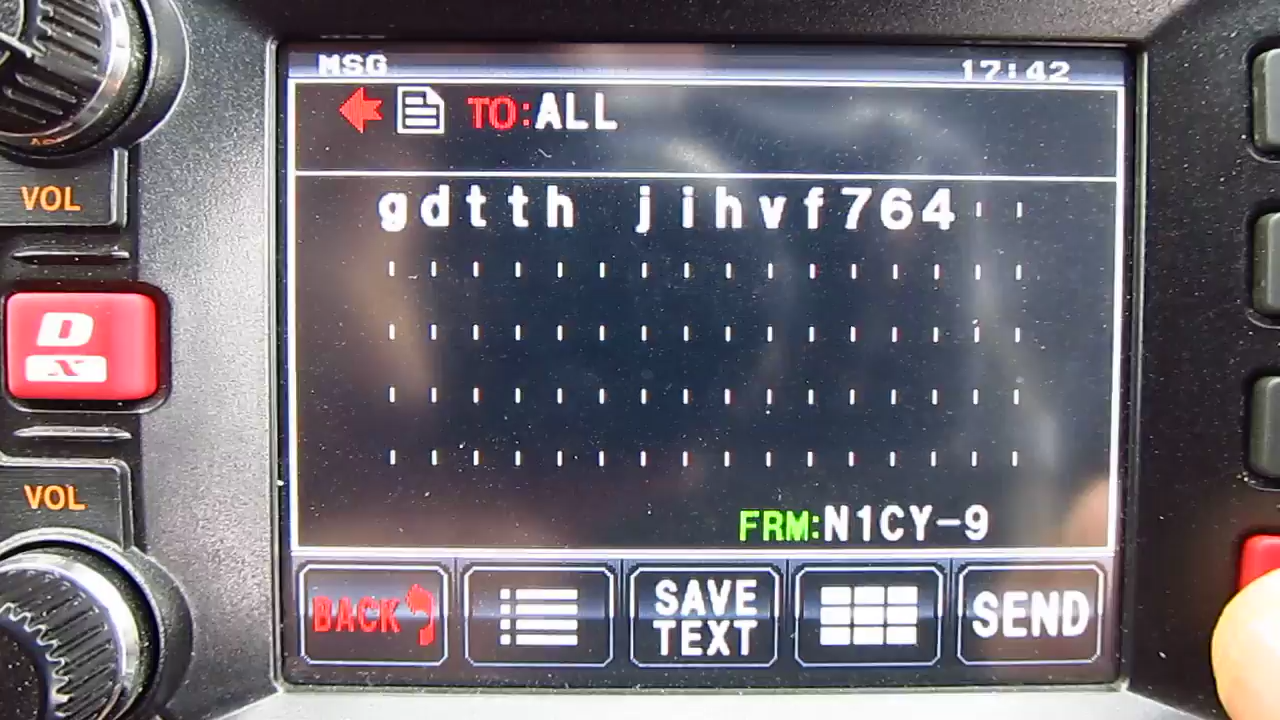 MSG 17:42
TO:ALL
gdtth jihvf764
FRM:N1CY-9
BACK SAVE TEXT SEND
VOL
D
X
VOL